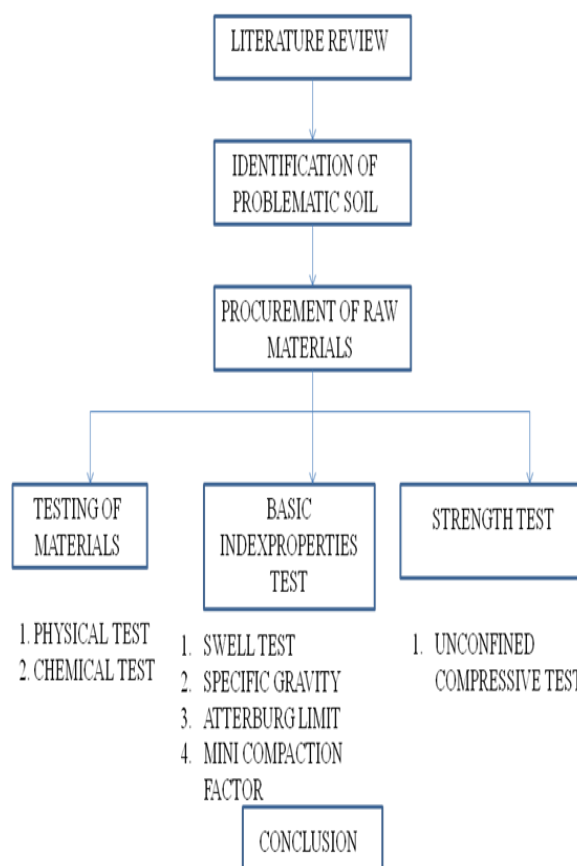 LITERATURE REVIEW
IDENTIFICATION OF
PROBLEMATIC SOIL
PROCUREMENT OF RAW
MATERIALS
TESTING OF
MATERIALS
1. PHYSICAL TEST
2. CHEMICAL TEST
BASIC
INDEXPROPERTIES
TEST
1. SWELL TEST
2. SPECIFIC GRAVITY
3. ATTERBURG LIMIT
4. MINI COMPACTION
FACTOR
STRENGTH TEST
1. UNCONFINED
COMPRESSIVE TEST
CONCLUSION